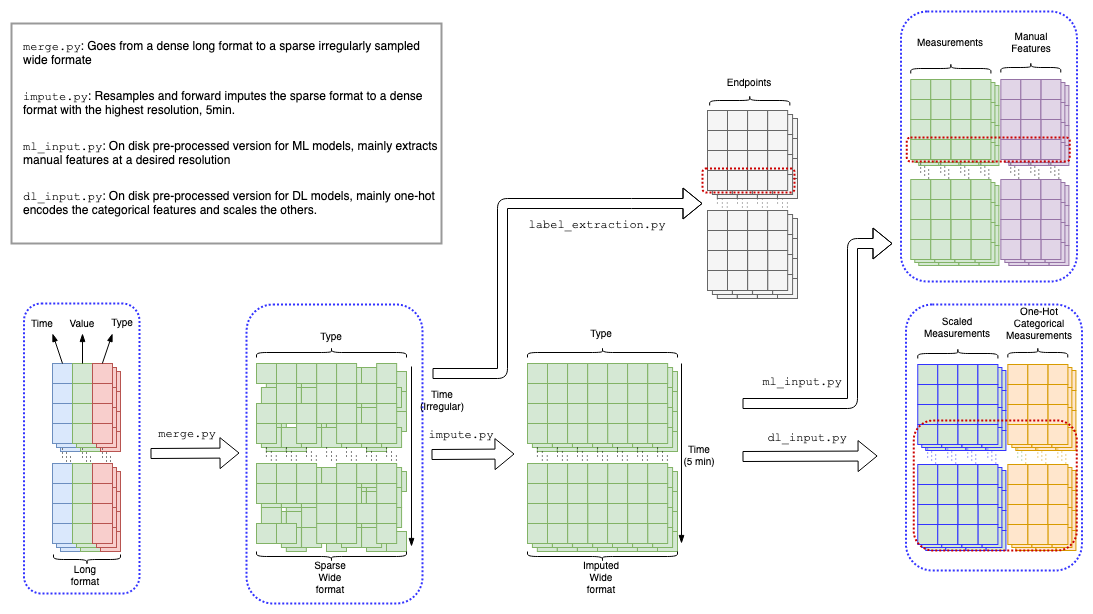 merge.py: Goes from a dense long format to a sparse irregularly sampled
wide formate
impute.py: Resamples and forward imputes the sparse format to a dense
format with the highest resolution, 5min.
ml_input.py: On disk pre-processed version for ML models, mainly extracts
manual features at a desired resolution
dl_input.py: On disk pre-processed version for DL models, mainly one-hot
encodes the categorical features and scales the others.
Endpoints
label_extraction.py
Measurements
Manual
Features
Time
Value
Type
merge.py
Long
format
Type
Time
(Irregular)
impute.py
Sparse
Wide
format
Type
Time
(5 min)
Imputed
Wide
format
ml_input.py
dl_input.py
Scaled
Measurements
One-Hot
Categorical
Measurements